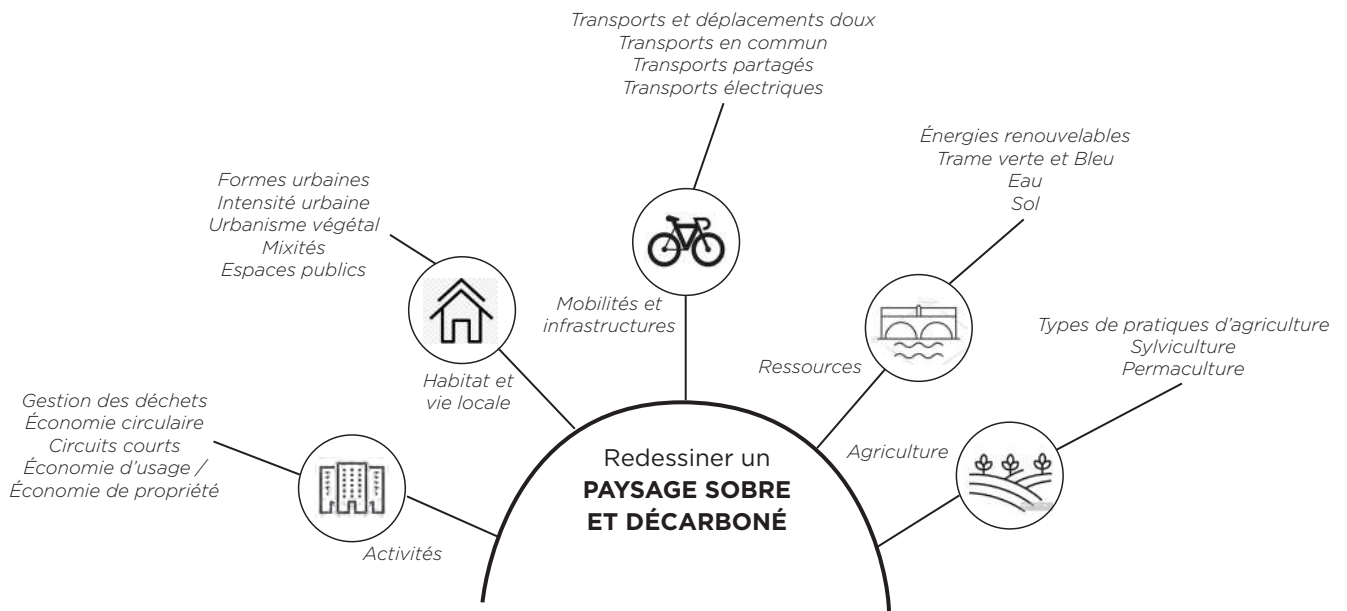 Transports et déplacements doux
Transports en commun
Transports partagés
Transports électriques
Énergies renouvelables
Trame verte et Bleu
Eau
Sol
Formes urbaines
Intensité urbaine
Urbanisme végétal
Mixités
Espaces publics
Mobilités et
infrastructures
Types de pratiques d'agriculture
Sylviculture
Permaculture
Ressources
Habitat et
vie locale
Gestion des déchets
Économie circulaire
Circuits courts
Économie d'usage /
Économie de propriété
Agriculture
Redessiner un
PAYSAGE SOBRE
ET DÉCARBONÉ
Activités